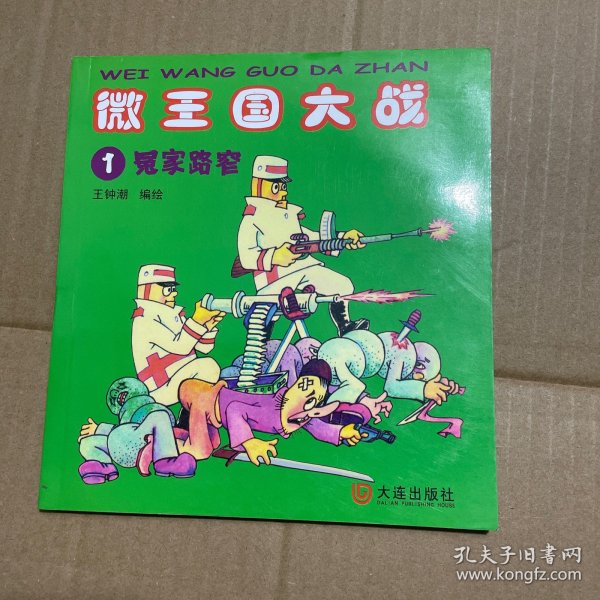 WEI WANG GUO DA ZHAN
微王国大战
1 冤家路窄
王钟潮 编绘
大连出版社
DALIAN PUBLISHING HOUSE
孔夫子旧书网
www.kongfz.com